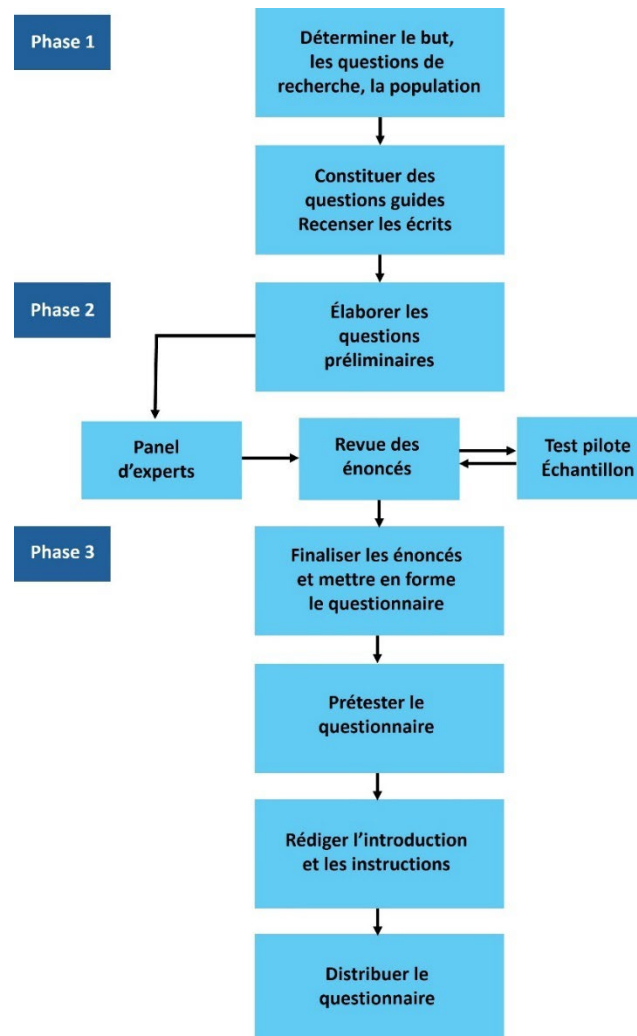 Phase 1
Déterminer le but,
les questions de
recherche, la population
Constituer des
questions guides
Recenser les écrits
Phase 2
Élaborer les
questions
préliminaires
Panel
d’experts
Revue des
énoncés
Test pilote
Échantillon
Phase 3
Finaliser les énoncés
et mettre en forme
le questionnaire
Prétester le
questionnaire
Rédiger l’introduction
et les instructions
Distribuer le
questionnaire